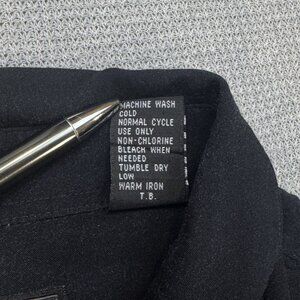 MACHINE WASH
COLD
NORMAL CYCLE
USE ONLY
NON-CHLORINE
BLEACH WHEN
NEEDED
TUMBLE DRY
LOW
WARM IRON
T.B.